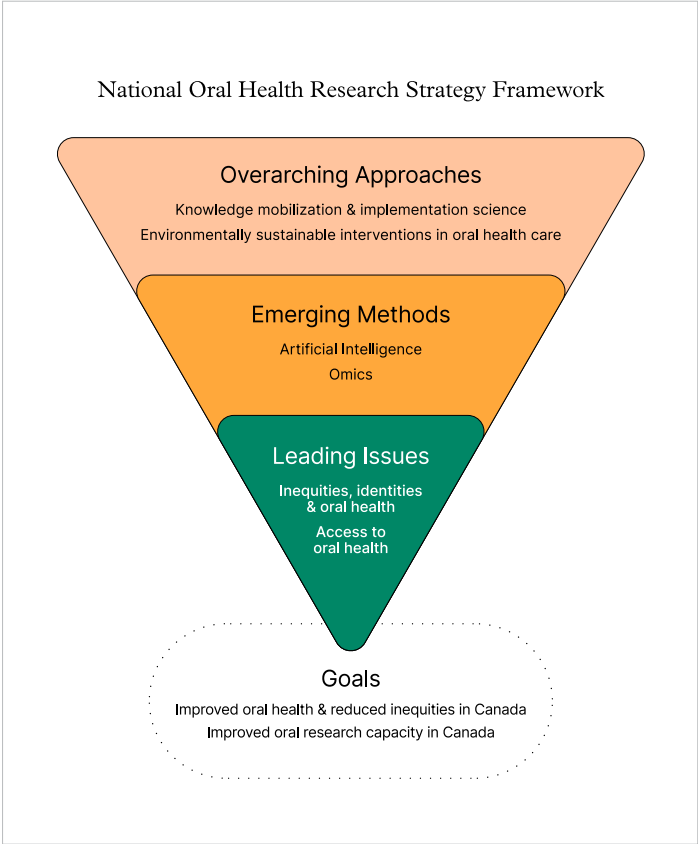 National Oral Health Research Strategy Framework
Overarching Approaches
Knowledge mobilization & implementation science
Environmentally sustainable interventions in oral health care
Emerging Methods
Artificial Intelligence
Omics
Leading Issues
Inequities, identities
& oral health
Access to
oral health
Goals
Improved oral health & reduced inequities in Canada
Improved oral research capacity in Canada